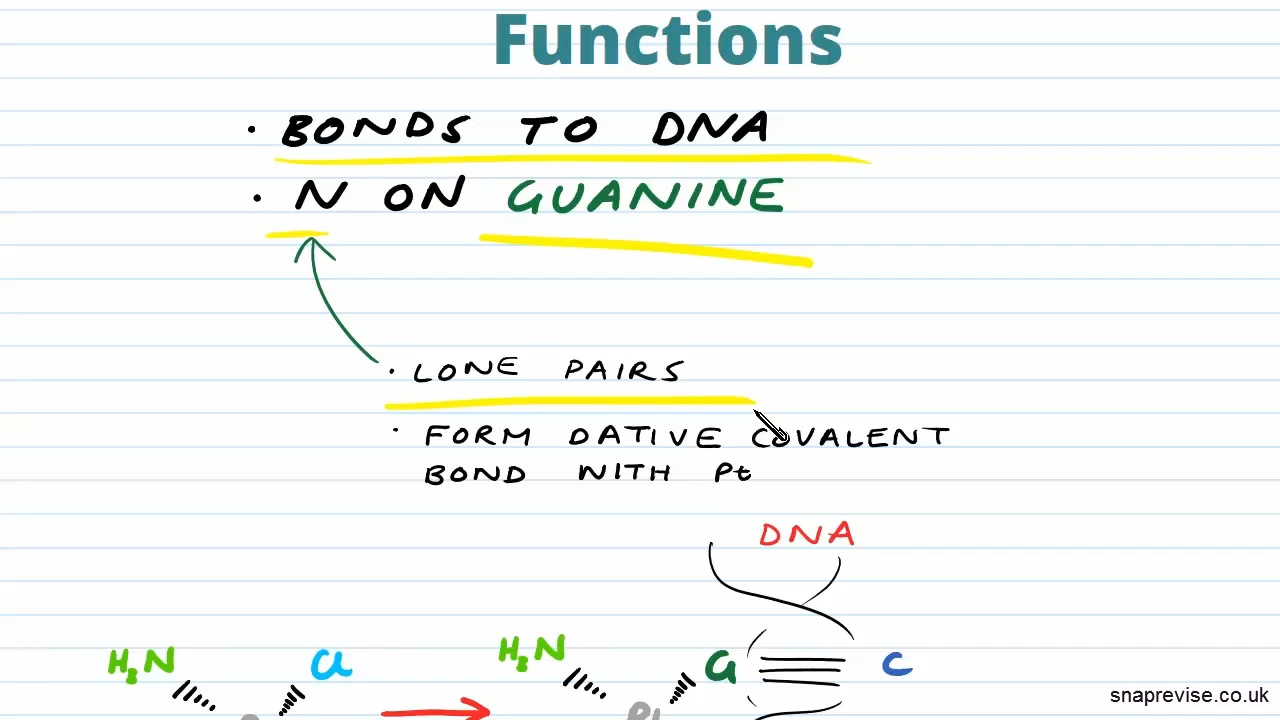 Functions
· BONDS TO DNA
· N ON GUANINE
· LONE PAIRS
· FORM DATIVE COVALENT
BOND WITH Pt
DNA
H₃N Cl H₃N G C
snaprevise.co.uk